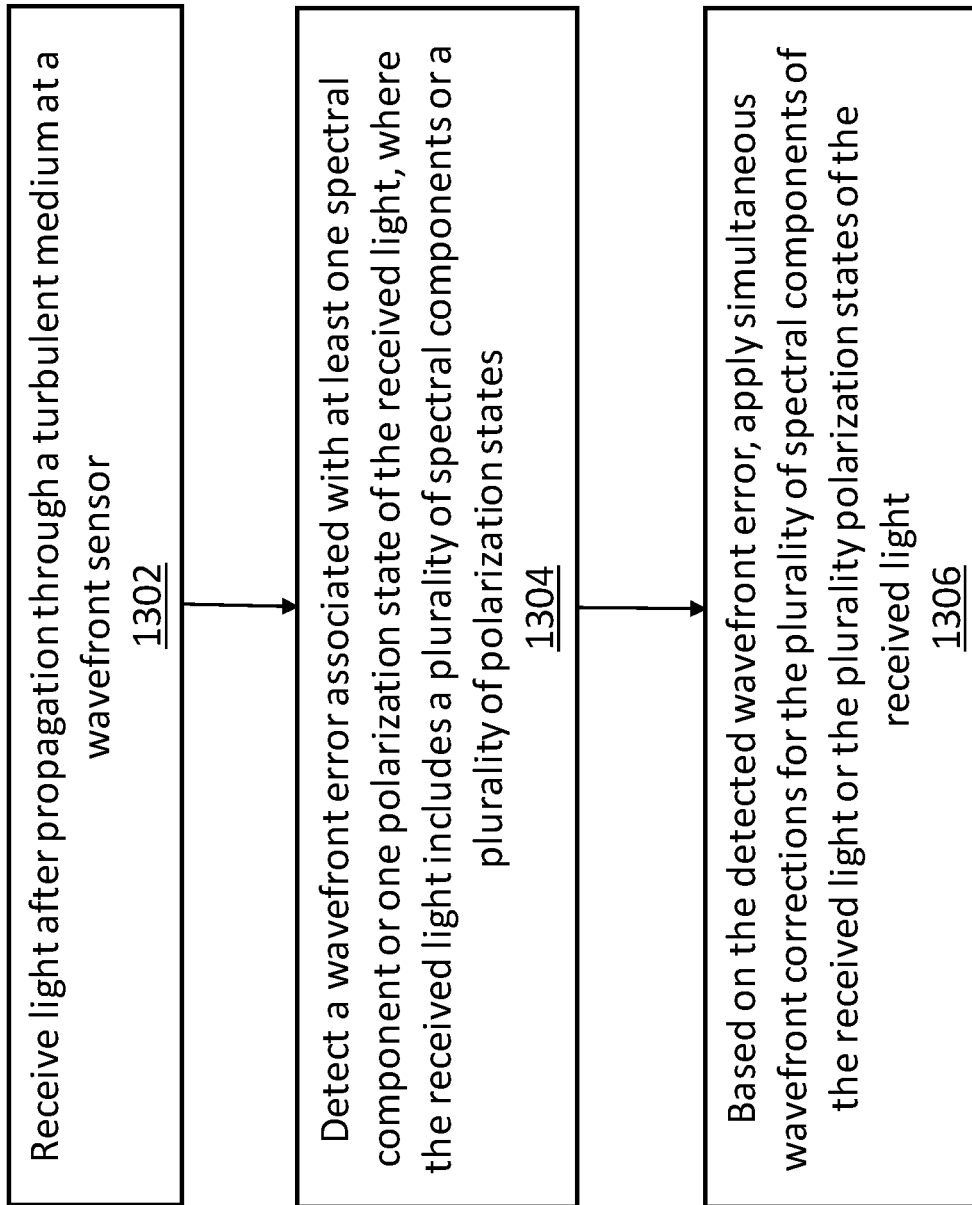 Receive light after propagation through a turbulent medium at a
wavefront sensor
1302
Detect a wavefront error associated with at least one spectral
component or one polarization state of the received light, where
the received light includes a plurality of spectral components or a
plurality of polarization states
1304
Based on the detected wavefront error, apply simultaneous
wavefront corrections for the plurality of spectral components of
the received light or the plurality polarization states of the
received light
1306